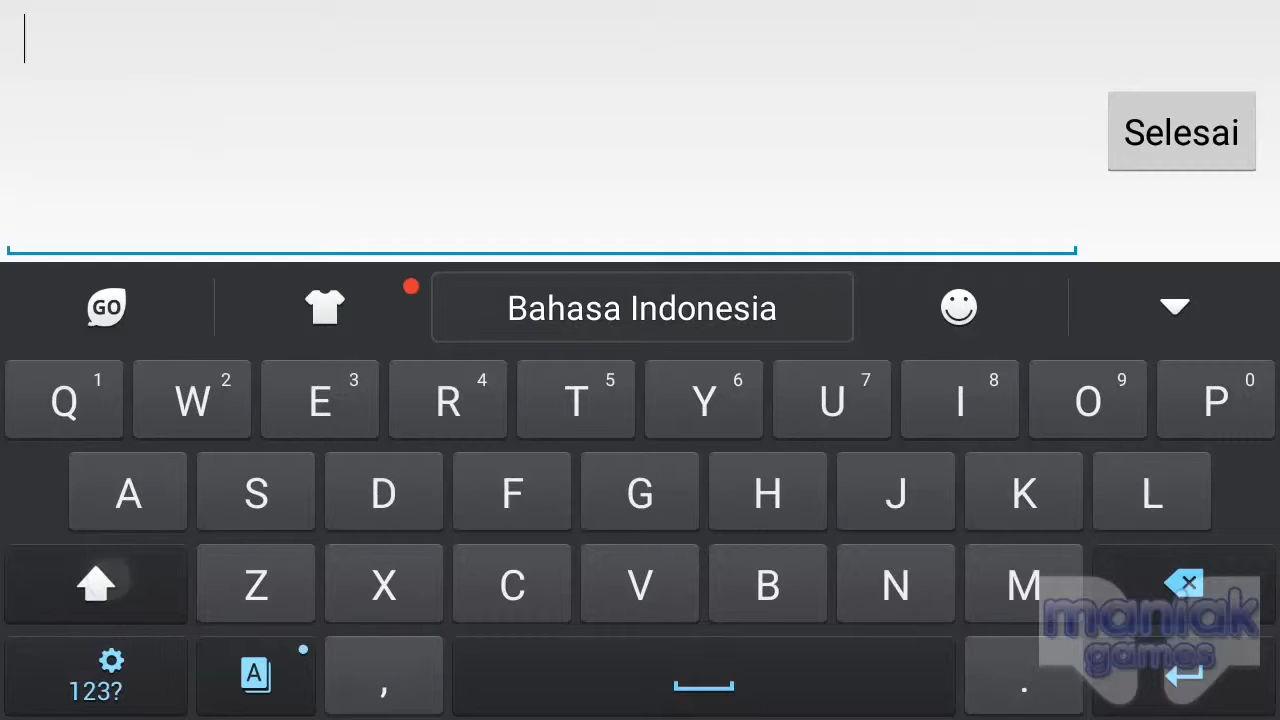 Selesai
GO Bahasa Indonesia
Q 1 W 2 E 3 R 4 T 5 Y 6 U 7 I 8 O 9 P 0
A S D F G H J K L
Z X C V B N M
123? A , .
maniak
games